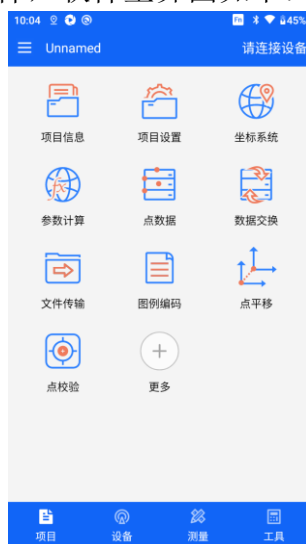 10:04
45%
Unnamed 请连接设备
项目信息 项目设置 坐标系统
参数计算 点数据 数据交换
文件传输 图例编码 点平移
点校验 更多
项目 设备 测量 工具